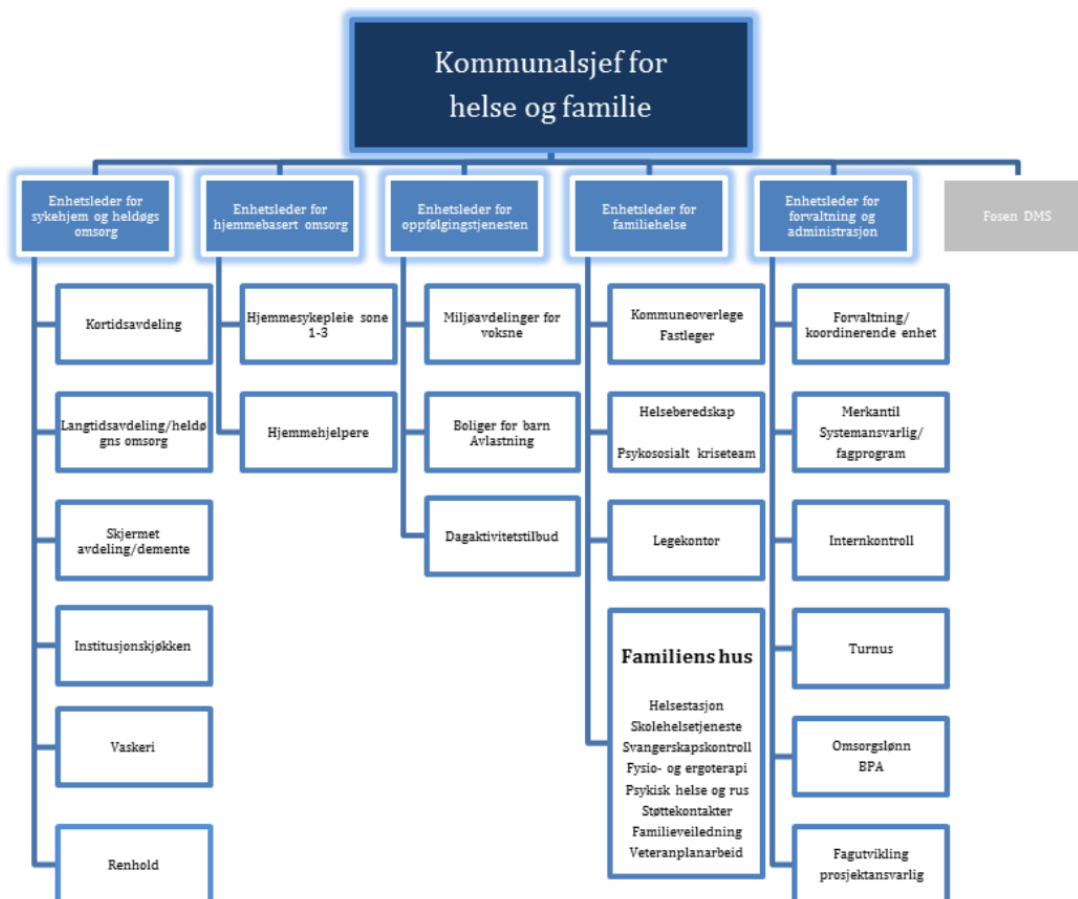 Kommunalsjef for
helse og familie
Enhetsleder for
sykehjem og heldøgs
omsorg
Enhetsleder for
hjemmebasert omsorg
Enhetsleder for
oppfølgingstjenesten
Enhetsleder for
familiehelse
Enhetsleder for
forvaltning og
administrasjon
Fosen DMS
Kortidsavdeling
Langtidsavdeling/heldø
gns omsorg
Skjermet
avdeling/demente
Institusjonskjøkken
Vaskeri
Renhold
Hjemmesykepleie sone
1-3
Hjemmehjelpere
Miljøavdelinger for
voksne
Boliger for barn
Avlastning
Dagaktivitetstilbud
Kommuneoverlege
Fastleger
Helseberedskap
Psykososialt kriseteam
Legekontor
Familiens hus
Helsestasjon
Skolehelsetjeneste
Svangerskapskontroll
Fysio- og ergoterapi
Psykisk helse og rus
Støttekontakter
Familieveiledning
Veteranplanarbeid
Forvaltning/
koordinerende enhet
Merkantil
Systemansvarlig/
fagprogram
Internkontroll
Turnus
Omsorgslønn
BPA
Fagutvikling
prosjektansvarlig